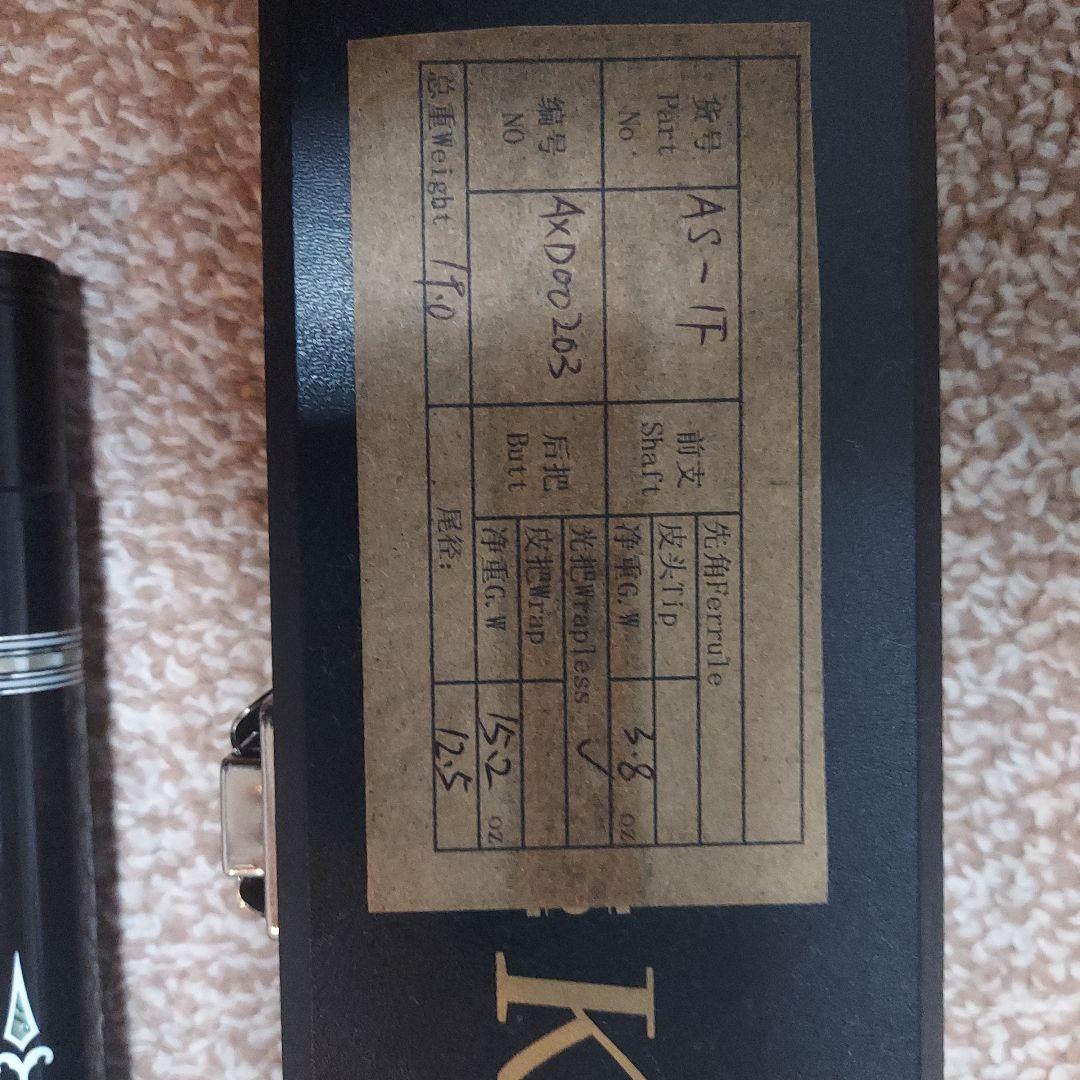 货号 Part No. AS-1F
前支 Shaft
先角Ferrule
皮头Tip
净重G.W 3.8 oz
编号 NO AXD00203
后把 Butt
光把Wrapless ✓
皮把Wrap
净重G.W 15.2 oz
总重Weight 19.0
尾径: 12.5
K